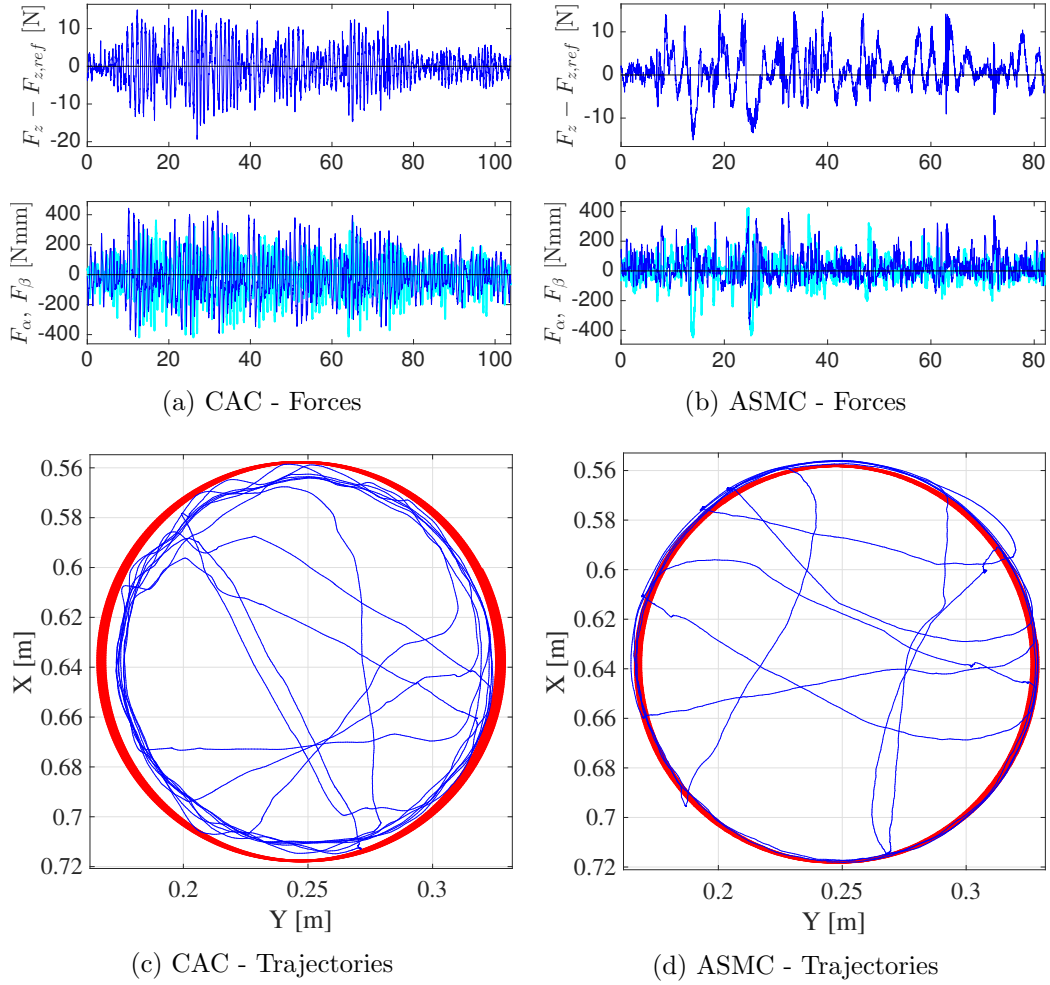 F_z − F_{z,ref} [N]
10
0
-10
-20
0 20 40 60 80 100
F_α, F_β [Nmm]
400
200
0
-200
-400
0 20 40 60 80 100
(a) CAC - Forces
F_z − F_{z,ref} [N]
10
0
-10
0 20 40 60 80
F_α, F_β [Nmm]
400
200
0
-200
-400
0 20 40 60 80
(b) ASMC - Forces
X [m]
0.56
0.58
0.6
0.62
0.64
0.66
0.68
0.7
0.72
0.2 0.25 0.3
Y [m]
(c) CAC - Trajectories
X [m]
0.56
0.58
0.6
0.62
0.64
0.66
0.68
0.7
0.72
0.2 0.25 0.3
Y [m]
(d) ASMC - Trajectories